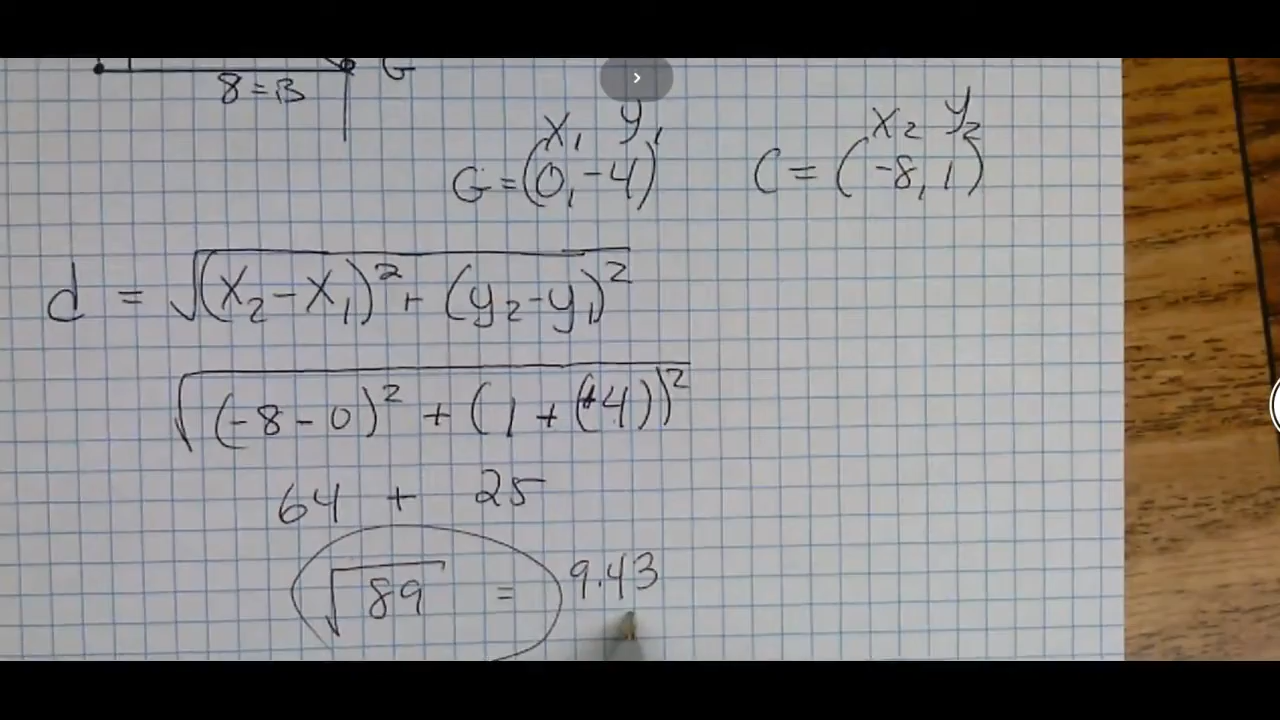 8 = B G
x₁ y₁ x₂ y₂
G = (0, -4) C = (-8, 1)
d = √(x₂ - x₁)² + (y₂ - y₁)²
√(-8 - 0)² + (1 + (+4))²
64 + 25
√89 = 9.43